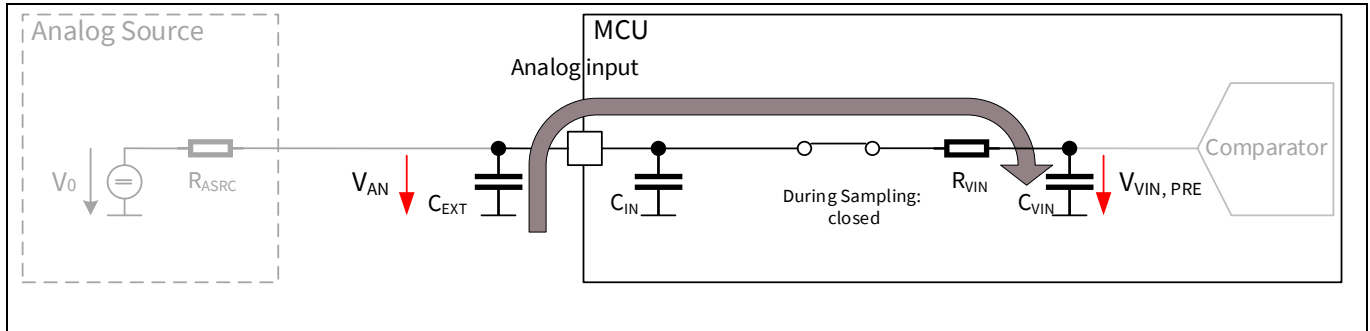 Analog Source
MCU
Analog input
V0
RASRC
VAN
CEXT
CIN
During Sampling:
closed
RVIN
CVIN
VVIN, PRE
Comparator